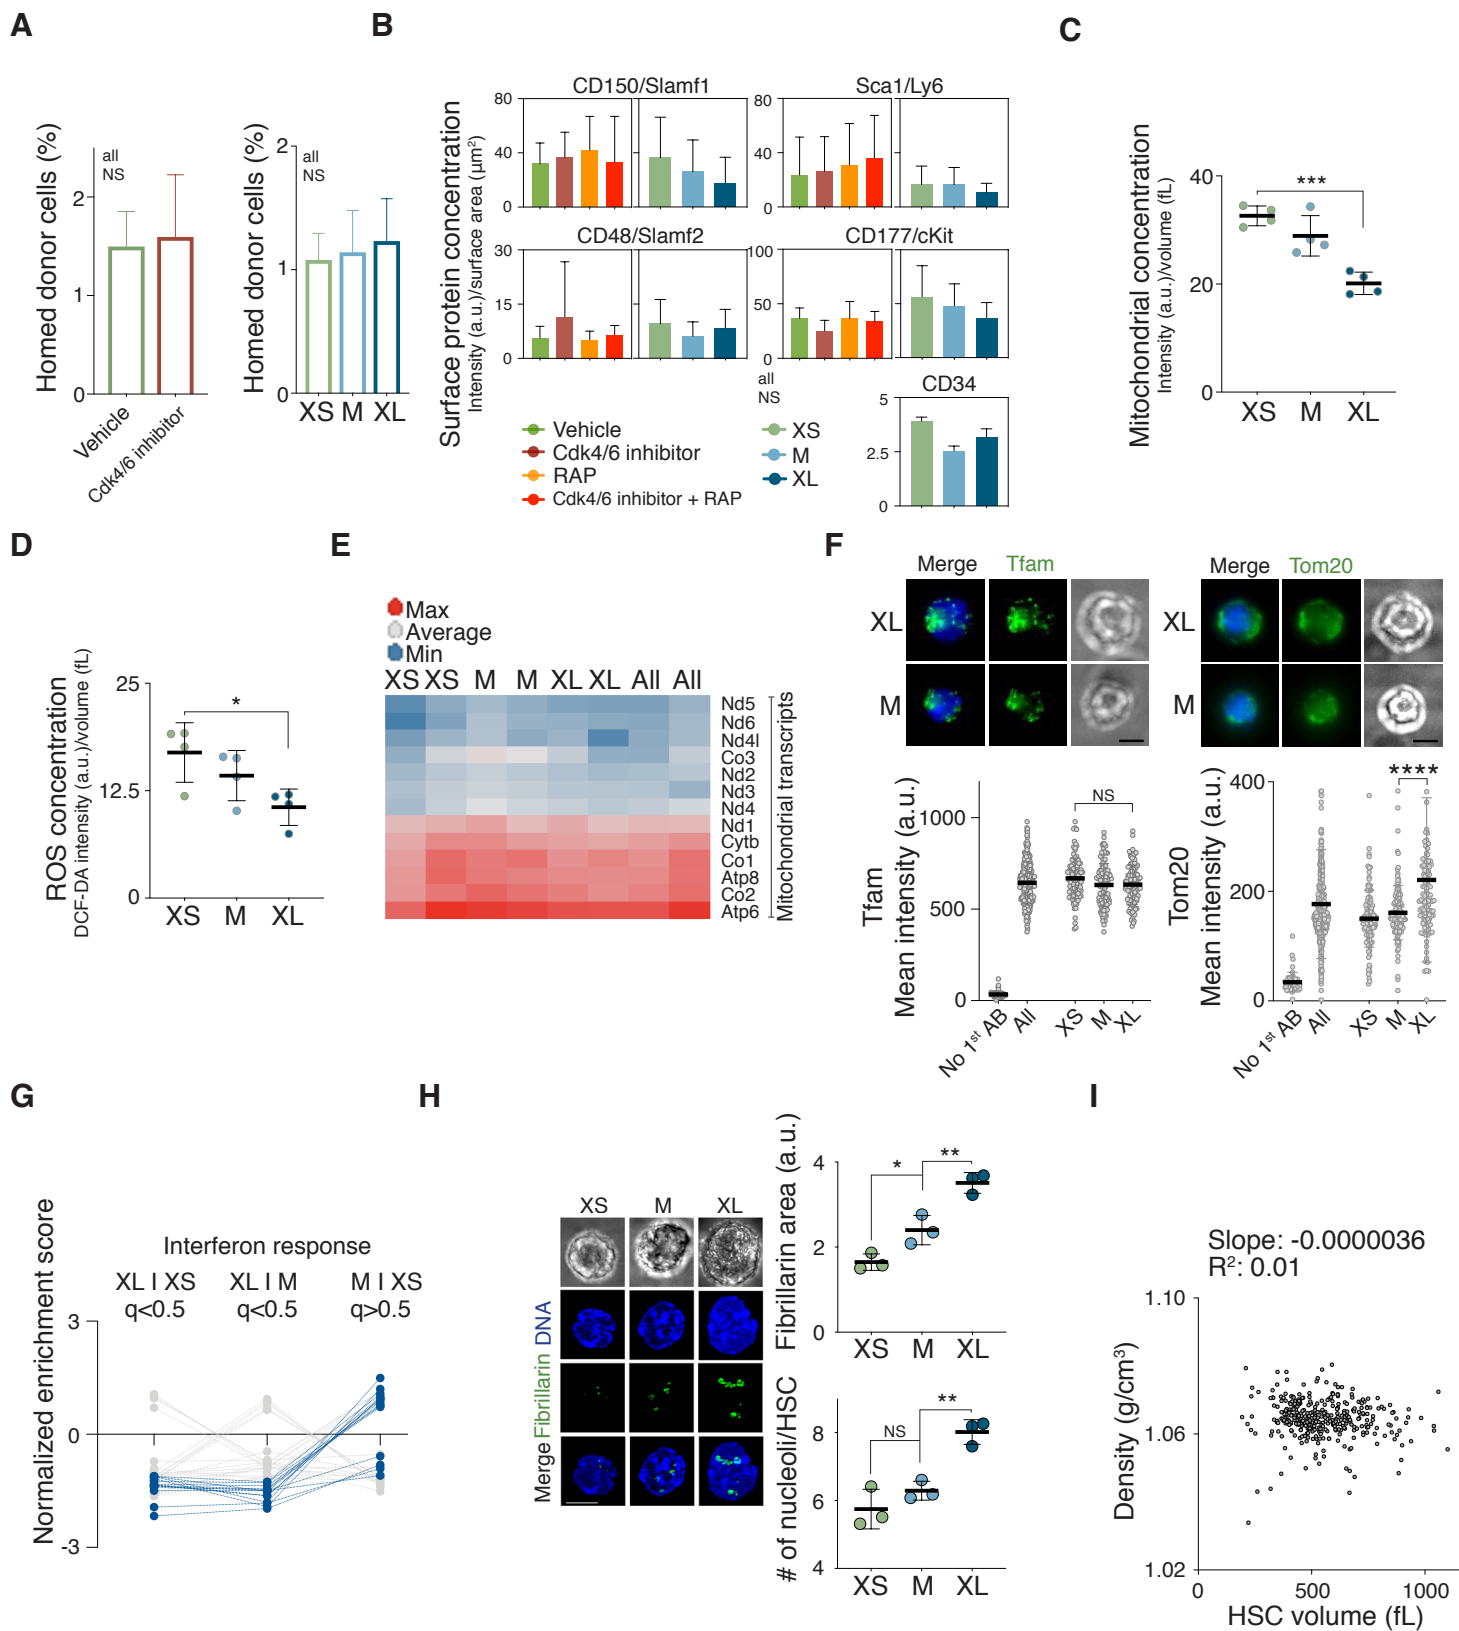 A
B
C
Homed donor cells (%)
all
NS
2
1
0
Vehicle
Cdk4/6 inhibitor
Homed donor cells (%)
all
NS
2
1
0
XS M XL
Surface protein concentration
Intensity (a.u.)/surface area (µm²)
CD150/Slamf1
80
40
0
Sca1/Ly6
80
40
0
CD48/Slamf2
30
15
0
CD177/cKit
100
50
0
all
NS
CD34
5
2.5
0
Vehicle
Cdk4/6 inhibitor
RAP
Cdk4/6 inhibitor + RAP
XS
M
XL
Mitochondrial concentration
Intensity (a.u.)/volume (fL)
40
20
0
***
XS M XL
D
E
F
ROS concentration
DCF-DA intensity (a.u.)/volume (fL)
25
12.5
0
*
XS M XL
Max
Average
Min
XS XS M M XL XL All All
Nd5
Nd6
Nd4l
Co3
Nd2
Nd3
Nd4
Nd1
Cytb
Co1
Atp8
Co2
Atp6
Mitochondrial transcripts
Merge Tfam
XL
M
Merge Tom20
XL
M
Tfam
Mean intensity (a.u.)
1000
500
0
NS
No 1st AB
All
XS
M
XL
Tom20
Mean intensity (a.u.)
400
200
0
****
No 1st AB
All
XS
M
XL
G
H
I
Normalized enrichment score
Interferon response
XL I XS XL I M M I XS
q<0.5 q<0.5 q>0.5
3
0
-3
XS M XL
Merge Fibrillarin DNA
Fibrillarin area (a.u.)
4
2
0
* **
XS M XL
# of nucleoli/HSC
8
6
4
NS **
XS M XL
Slope: -0.0000036
R²: 0.01
Density (g/cm³)
1.10
1.06
1.02
0 500 1000
HSC volume (fL)